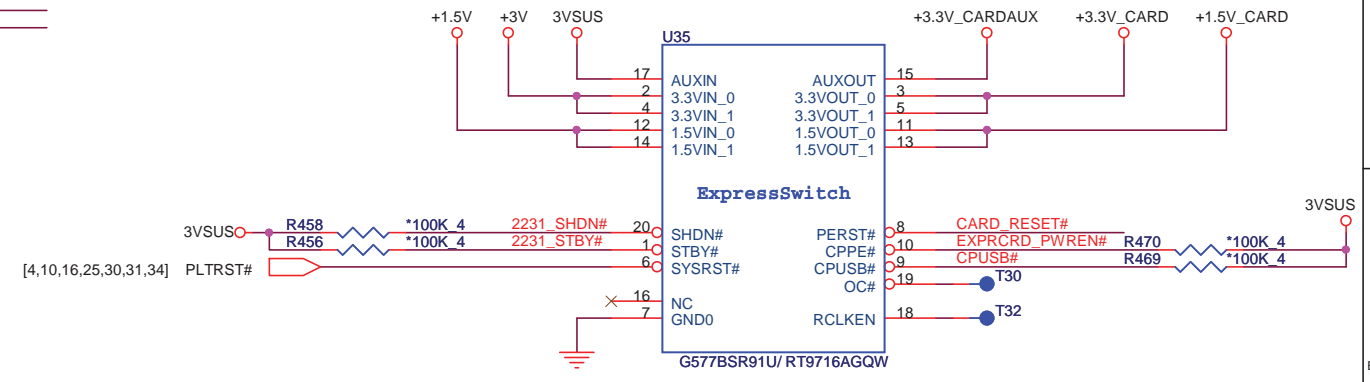 +1.5V +3V 3VSUS +3.3V_CARDAUX +3.3V_CARD +1.5V_CARD
U35
17 AUXIN AUXOUT 15
2 3.3VIN_0 3.3VOUT_0 3
4 3.3VIN_1 3.3VOUT_1 5
12 1.5VIN_0 1.5VOUT_0 11
14 1.5VIN_1 1.5VOUT_1 13
ExpressSwitch
3VSUS
3VSUS R458 *100K_4 2231_SHDN# 20 SHDN# PERST# 8 CARD_RESET#
R456 *100K_4 2231_STBY# 1 STBY# CPPE# 10 EXPRCRD_PWREN# R470 *100K_4
[4,10,16,25,30,31,34] PLTRST# 6 SYSRST# CPUSB# 9 CPUSB# R469 *100K_4
OC# 19 T30
16 NC
7 GND0 RCLKEN 18 T32
G577BSR91U/ RT9716AGQW